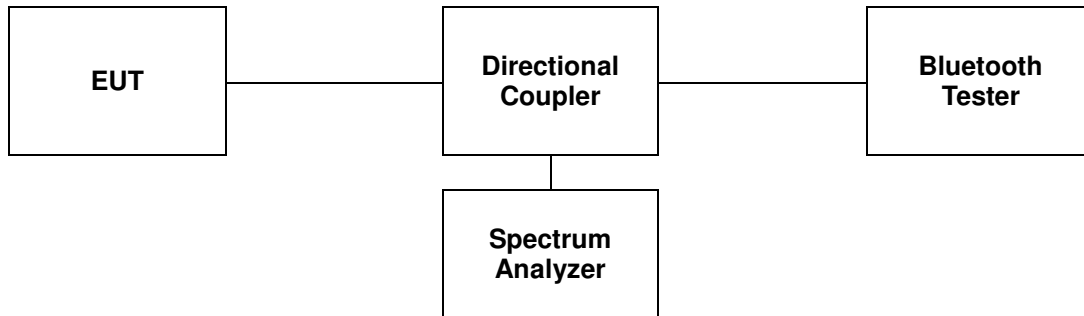 EUT
Directional
Coupler
Bluetooth
Tester
Spectrum
Analyzer